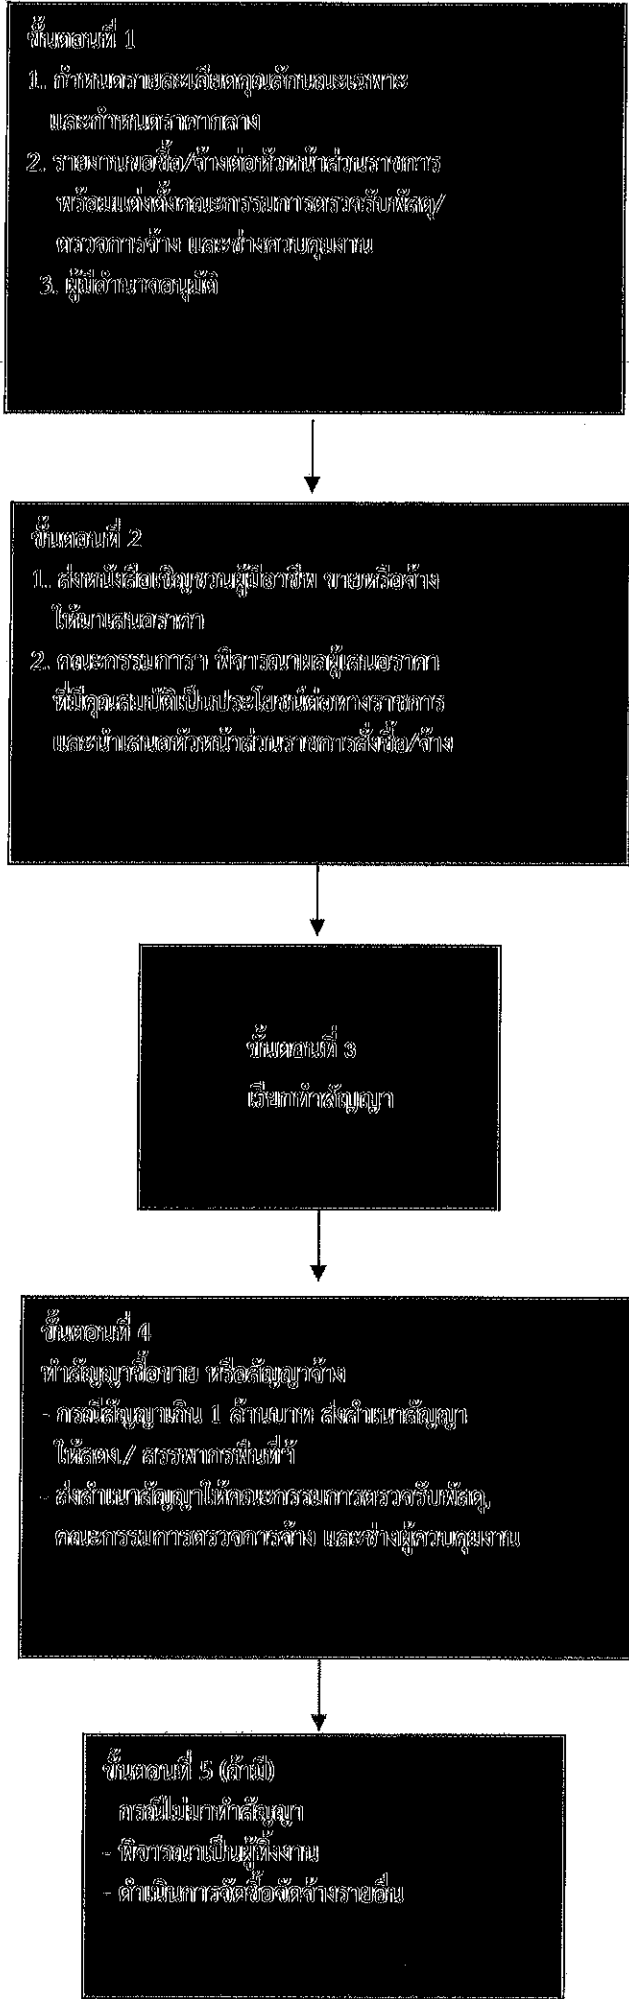 ขั้นตอนที่ 1
1. กำหนดรายละเอียดคุณลักษณะเฉพาะ
และกำหนดราคากลาง
2. รายงานขอซื้อ/จ้างต่อหัวหน้าส่วนราชการ
พร้อมแต่งตั้งคณะกรรมการตรวจรับพัสดุ/
ตรวจการจ้าง และช่างควบคุมงาน
3. ผู้มีอำนาจอนุมัติ
ขั้นตอนที่ 2
1. ส่งหนังสือเชิญชวนผู้มีอาชีพ ขายหรือจ้าง
ให้มาเสนอราคา
2. คณะกรรมการฯ พิจารณาผลผู้เสนอราคา
ที่มีคุณสมบัติเป็นประโยชน์ต่อทางราชการ
และนำเสนอหัวหน้าส่วนราชการสั่งซื้อ/จ้าง
ขั้นตอนที่ 3
เรียกทำสัญญา
ขั้นตอนที่ 4
ทำสัญญาซื้อขาย หรือสัญญาจ้าง
- กรณีสัญญาเกิน 1 ล้านบาท ส่งสำเนาสัญญา
ให้สตง./ สรรพากรพื้นที่ฯ
- ส่งสำเนาสัญญาให้คณะกรรมการตรวจรับพัสดุ,
คณะกรรมการตรวจการจ้าง และช่างผู้ควบคุมงาน
ขั้นตอนที่ 5 (ถ้ามี)
กรณีไม่มาทำสัญญา
- พิจารณาเป็นผู้ทิ้งงาน
- ดำเนินการจัดซื้อจัดจ้างรายอื่น